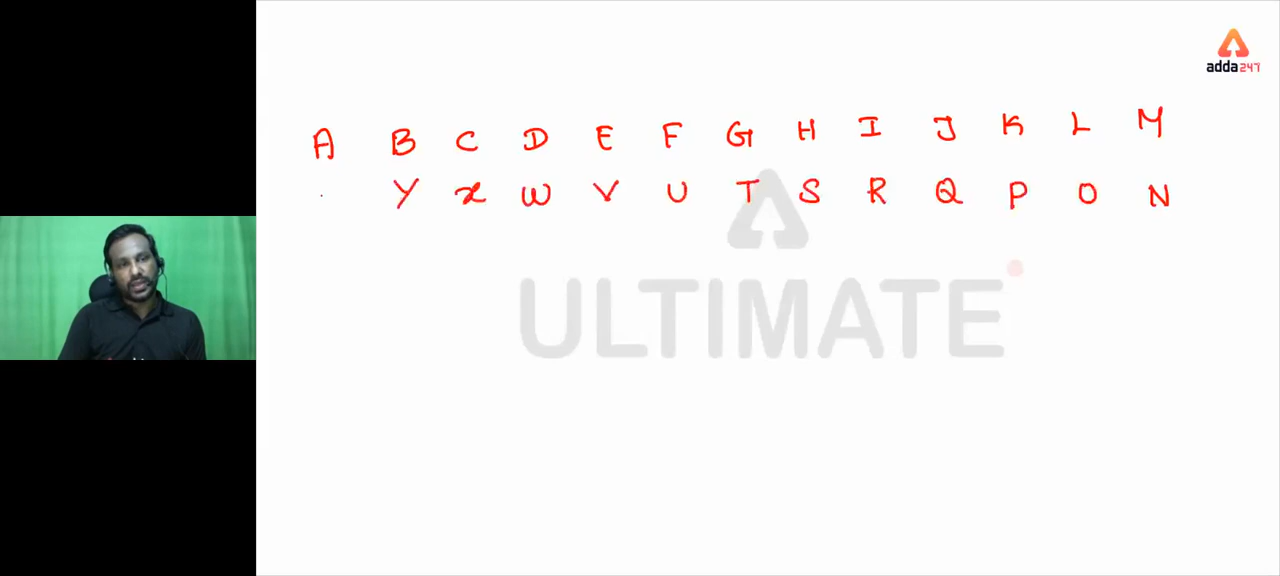 adda247
A B C D E F G H I J K L M
Y X W V U T S R Q P O N
ULTIMATE